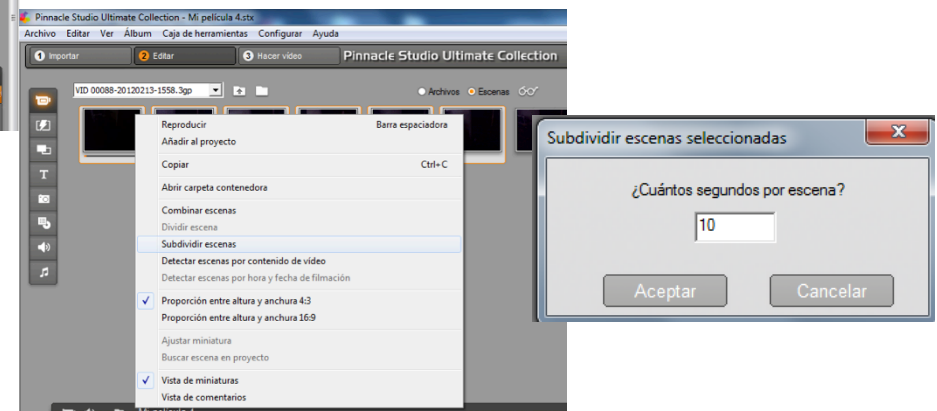 Pinnacle Studio Ultimate Collection - Mi película 4.stx
Archivo Editar Ver Álbum Caja de herramientas Configurar Ayuda
1 Importar 2 Editar 3 Hacer vídeo Pinnacle Studio Ultimate Collection
VID 00088-20120213-1558.3gp Archivos Escenas
Reproducir Barra espaciadora
Añadir al proyecto
Copiar Ctrl+C
Abrir carpeta contenedora
Combinar escenas
Dividir escena
Subdividir escenas
Detectar escenas por contenido de vídeo
Detectar escenas por hora y fecha de filmación
Proporción entre altura y anchura 4:3
Proporción entre altura y anchura 16:9
Ajustar miniatura
Buscar escena en proyecto
Vista de miniaturas
Vista de comentarios
Subdividir escenas seleccionadas
¿Cuántos segundos por escena?
10
Aceptar Cancelar